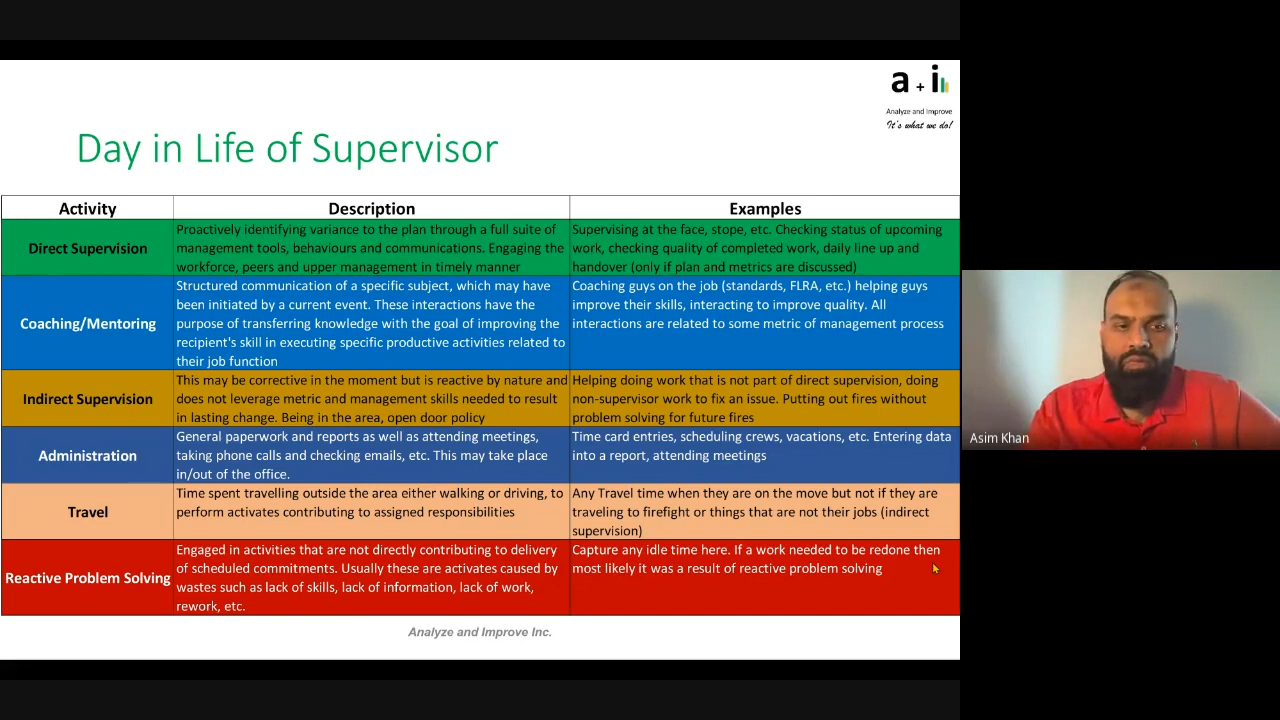 a + i
Analyze and Improve
It's what we do!
Day in Life of Supervisor
Activity
Description
Examples
Direct Supervision
Proactively identifying variance to the plan through a full suite of
management tools, behaviours and communications. Engaging the
workforce, peers and upper management in timely manner
Supervising at the face, stope, etc. Checking status of upcoming
work, checking quality of completed work, daily line up and
handover (only if plan and metrics are discussed)
Coaching/Mentoring
Structured communication of a specific subject, which may have
been initiated by a current event. These interactions have the
purpose of transferring knowledge with the goal of improving the
recipient's skill in executing specific productive activities related to
their job function
Coaching guys on the job (standards, FLRA, etc.) helping guys
improve their skills, interacting to improve quality. All
interactions are related to some metric of management process
Indirect Supervision
This may be corrective in the moment but is reactive by nature and
does not leverage metric and management skills needed to result
in lasting change. Being in the area, open door policy
Helping doing work that is not part of direct supervision, doing
non-supervisor work to fix an issue. Putting out fires without
problem solving for future fires
Administration
General paperwork and reports as well as attending meetings,
taking phone calls and checking emails, etc. This may take place
in/out of the office.
Time card entries, scheduling crews, vacations, etc. Entering data
into a report, attending meetings
Travel
Time spent travelling outside the area either walking or driving, to
perform activates contributing to assigned responsibilities
Any Travel time when they are on the move but not if they are
traveling to firefight or things that are not their jobs (indirect
supervision)
Reactive Problem Solving
Engaged in activities that are not directly contributing to delivery
of scheduled commitments. Usually these are activates caused by
wastes such as lack of skills, lack of information, lack of work,
rework, etc.
Capture any idle time here. If a work needed to be redone then
most likely it was a result of reactive problem solving
Analyze and Improve Inc.
Asim Khan